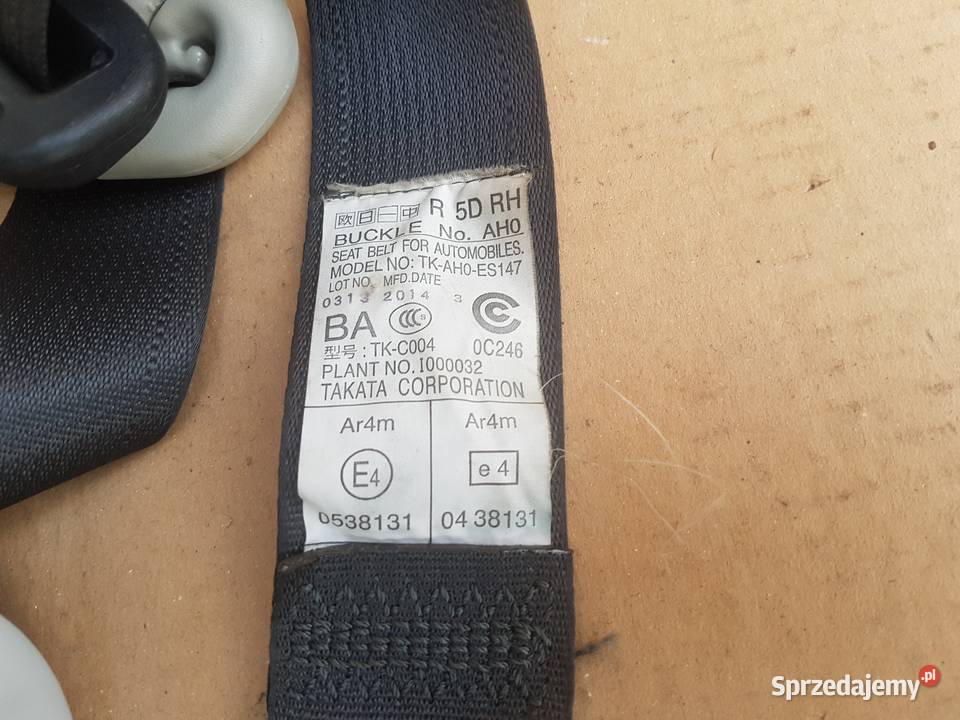 欧日一中 R 5D RH
BUCKLE No. AH0
SEAT BELT FOR AUTOMOBILES.
MODEL NO: TK-AH0-ES147
LOT NO. MFD.DATE
0313 2014 3
BA CCC S
型号: TK-C004 0C246
PLANT NO. I000032
TAKATA CORPORATION
Ar4m Ar4m
E4 e 4
0538131 04 38131
Sprzedajemy.pl